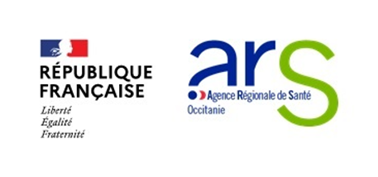 RÉPUBLIQUE
FRANÇAISE
Liberté
Égalité
Fraternité
ars
Agence Régionale de Santé
Occitanie